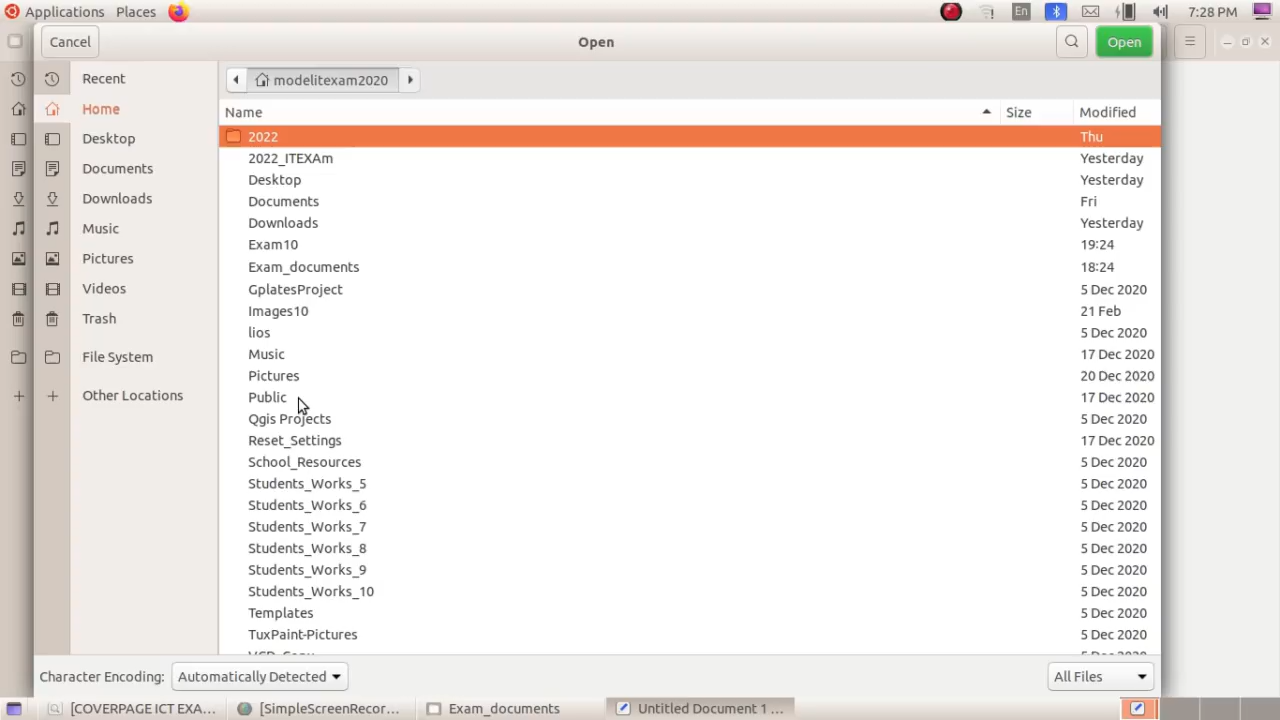 Applications Places En 7:28 PM
Cancel Open Open
Recent
Home
Desktop
Documents
Downloads
Music
Pictures
Videos
Trash
File System
Other Locations
modelitexam2020
Name Size Modified
2022 Thu
2022_ITEXAm Yesterday
Desktop Yesterday
Documents Fri
Downloads Yesterday
Exam10 19:24
Exam_documents 18:24
GplatesProject 5 Dec 2020
Images10 21 Feb
lios 5 Dec 2020
Music 17 Dec 2020
Pictures 20 Dec 2020
Public 17 Dec 2020
Qgis Projects 5 Dec 2020
Reset_Settings 17 Dec 2020
School_Resources 5 Dec 2020
Students_Works_5 5 Dec 2020
Students_Works_6 5 Dec 2020
Students_Works_7 5 Dec 2020
Students_Works_8 5 Dec 2020
Students_Works_9 5 Dec 2020
Students_Works_10 5 Dec 2020
Templates 5 Dec 2020
TuxPaint-Pictures 5 Dec 2020
Character Encoding: Automatically Detected All Files
[COVERPAGE ICT EXA... [SimpleScreenRecor... Exam_documents Untitled Document 1 ...